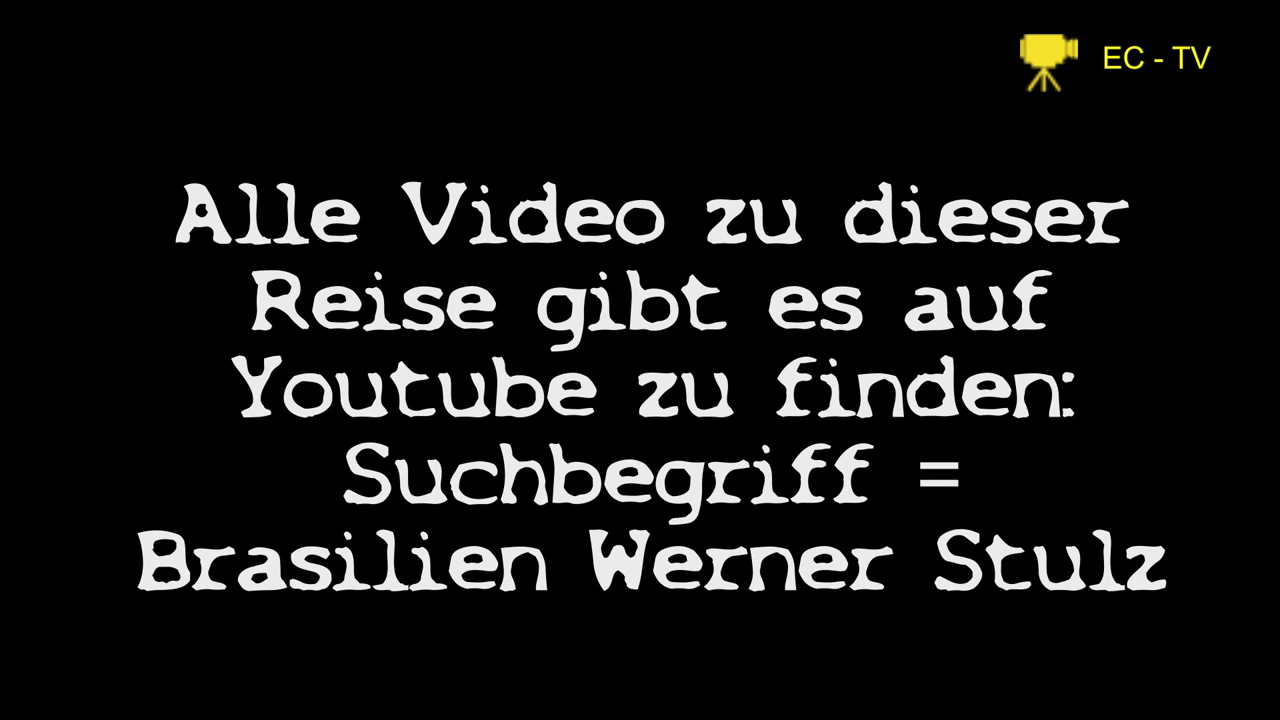 EC - TV
Alle Video zu dieser
Reise gibt es auf
Youtube zu finden:
Suchbegriff =
Brasilien Werner Stulz